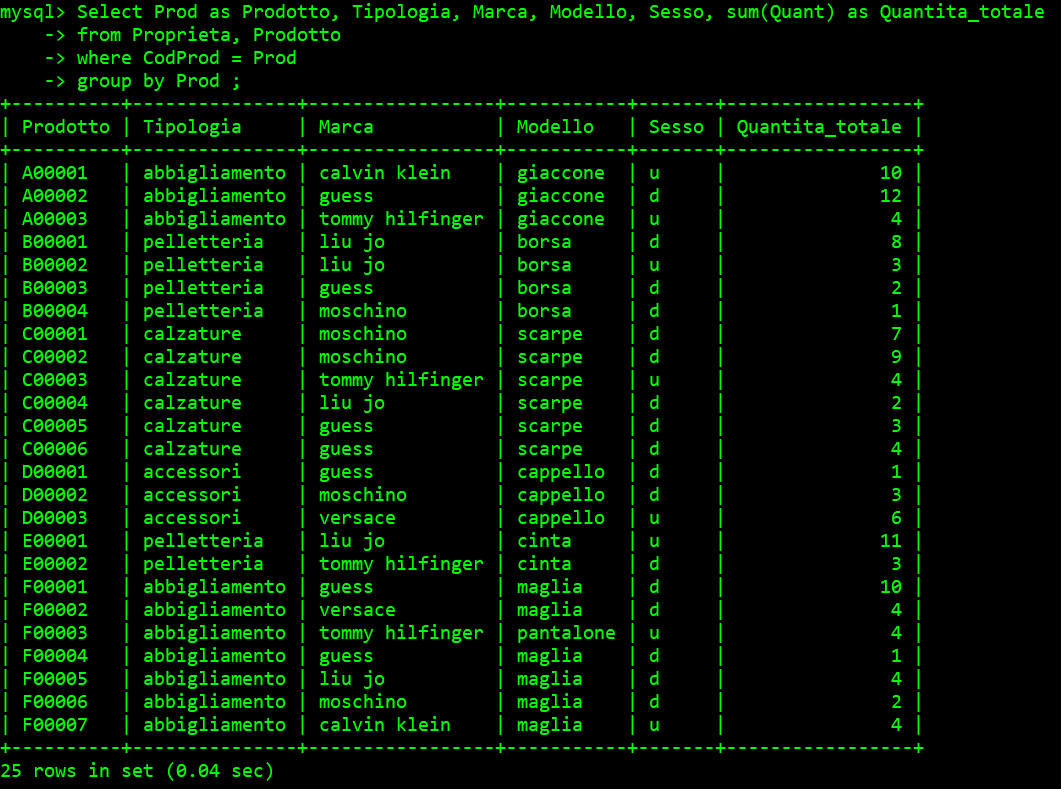 mysql> Select Prod as Prodotto, Tipologia, Marca, Modello, Sesso, sum(Quant) as Quantita_totale
    -> from Proprieta, Prodotto
    -> where CodProd = Prod
    -> group by Prod ;
+----------+---------------+-----------------+-----------+-------+-----------------+
| Prodotto | Tipologia     | Marca           | Modello   | Sesso | Quantita_totale |
+----------+---------------+-----------------+-----------+-------+-----------------+
| A00001   | abbigliamento | calvin klein    | giaccone  | u     |              10 |
| A00002   | abbigliamento | guess           | giaccone  | d     |              12 |
| A00003   | abbigliamento | tommy hilfinger | giaccone  | u     |               4 |
| B00001   | pelletteria   | liu jo          | borsa     | d     |               8 |
| B00002   | pelletteria   | liu jo          | borsa     | u     |               3 |
| B00003   | pelletteria   | guess           | borsa     | d     |               2 |
| B00004   | pelletteria   | moschino        | borsa     | d     |               1 |
| C00001   | calzature     | moschino        | scarpe    | d     |               7 |
| C00002   | calzature     | moschino        | scarpe    | d     |               9 |
| C00003   | calzature     | tommy hilfinger | scarpe    | u     |               4 |
| C00004   | calzature     | liu jo          | scarpe    | d     |               2 |
| C00005   | calzature     | guess           | scarpe    | d     |               3 |
| C00006   | calzature     | guess           | scarpe    | d     |               4 |
| D00001   | accessori     | guess           | cappello  | d     |               1 |
| D00002   | accessori     | moschino        | cappello  | d     |               3 |
| D00003   | accessori     | versace         | cappello  | u     |               6 |
| E00001   | pelletteria   | liu jo          | cinta     | u     |              11 |
| E00002   | pelletteria   | tommy hilfinger | cinta     | d     |               3 |
| F00001   | abbigliamento | guess           | maglia    | d     |              10 |
| F00002   | abbigliamento | versace         | maglia    | d     |               4 |
| F00003   | abbigliamento | tommy hilfinger | pantalone | u     |               4 |
| F00004   | abbigliamento | guess           | maglia    | d     |               1 |
| F00005   | abbigliamento | liu jo          | maglia    | d     |               4 |
| F00006   | abbigliamento | moschino        | maglia    | d     |               2 |
| F00007   | abbigliamento | calvin klein    | maglia    | u     |               4 |
+----------+---------------+-----------------+-----------+-------+-----------------+
25 rows in set (0.04 sec)